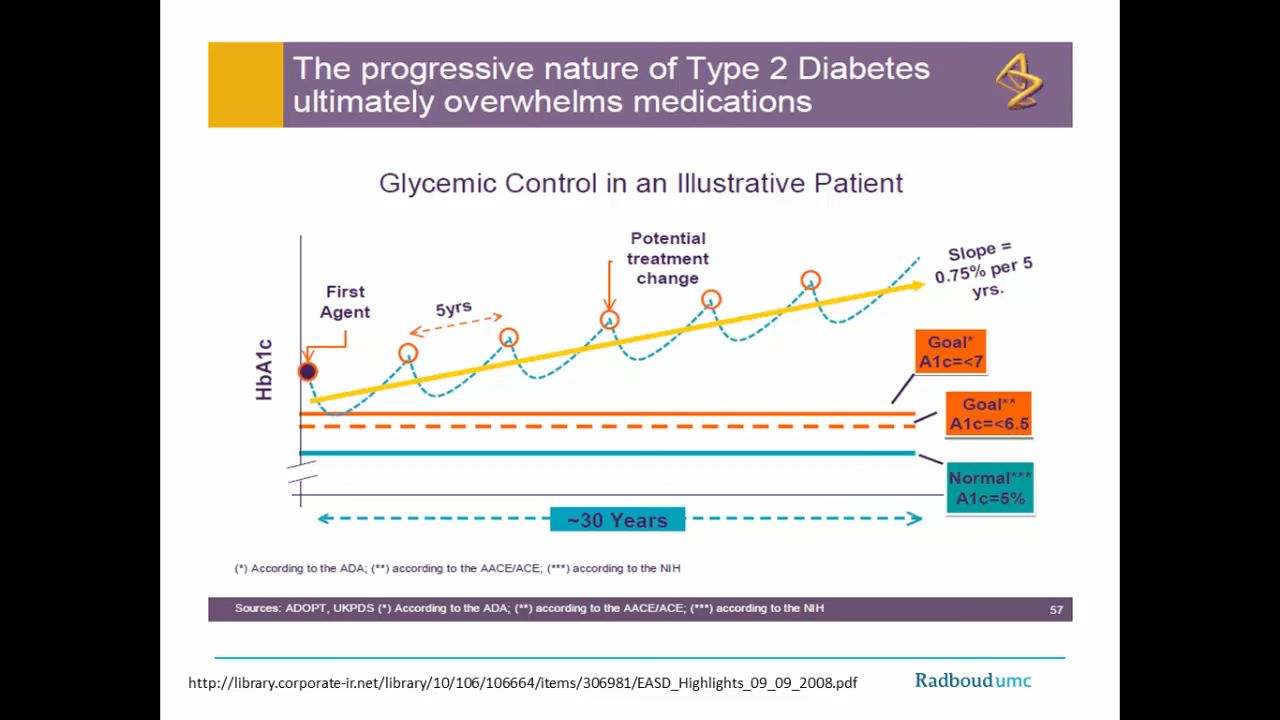 The progressive nature of Type 2 Diabetes
ultimately overwhelms medications
Glycemic Control in an Illustrative Patient
HbA1c
First
Agent
5yrs
Potential
treatment
change
Slope =
0.75% per 5
yrs.
Goal*
A1c=<7
Goal**
A1c=<6.5
Normal***
A1c=5%
~30 Years
(*) According to the ADA; (**) according to the AACE/ACE; (***) according to the NIH
Sources: ADOPT, UKPDS (*) According to the ADA; (**) according to the AACE/ACE; (***) according to the NIH
57
http://library.corporate-ir.net/library/10/106/106664/items/306981/EASD_Highlights_09_09_2008.pdf
Radboudumc